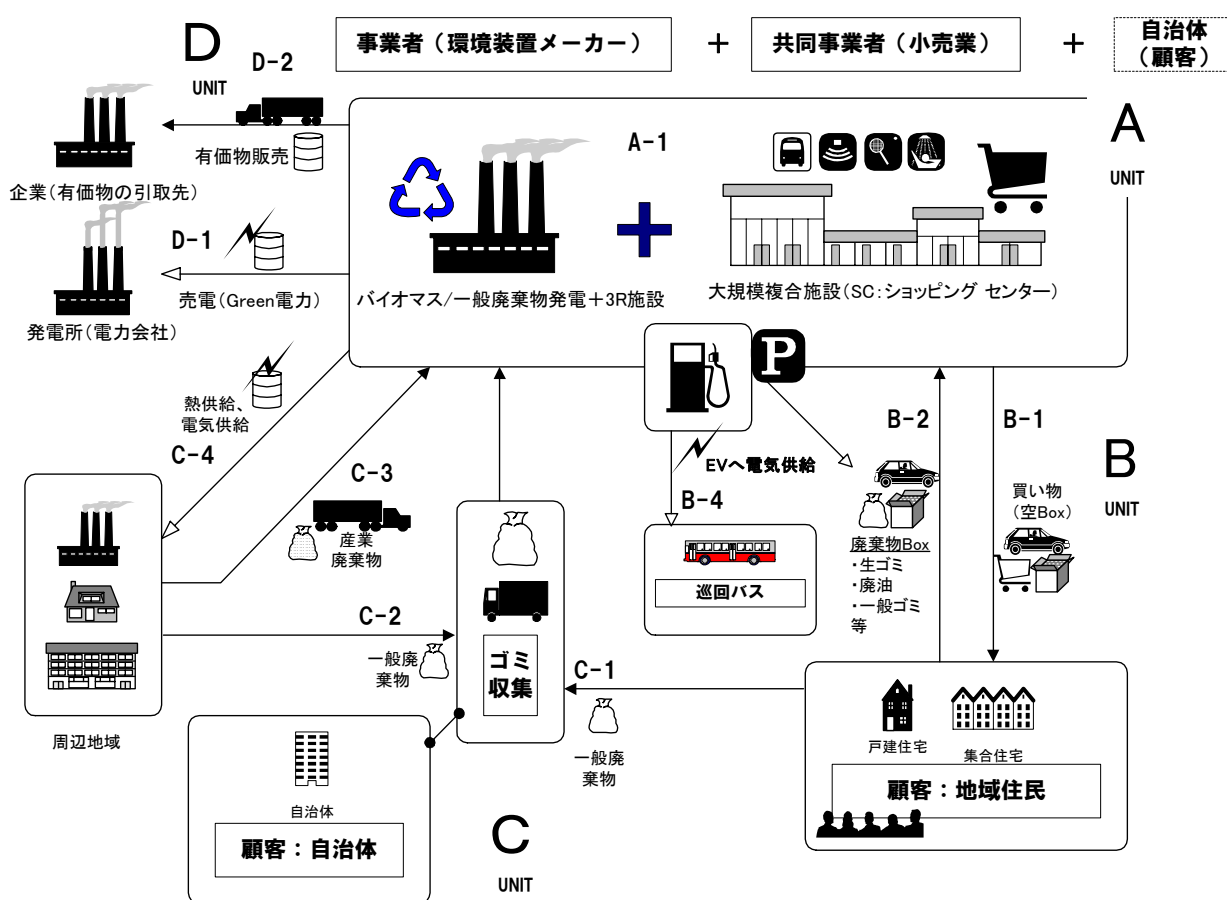 事業者（環境装置メーカー）
＋
共同事業者（小売業）
＋
自治体
（顧客）
D
UNIT
D-2
有価物販売
企業（有価物の引取先）
D-1
売電（Green電力）
発電所（電力会社）
A
UNIT
A-1
バイオマス/一般廃棄物発電＋3R施設
大規模複合施設（SC：ショッピング センター）
P
熱供給、
電気供給
C-4
C-3
産業
廃棄物
EVへ電気供給
B-4
巡回バス
B-2
B-1
B
UNIT
廃棄物Box
・生ゴミ
・廃油
・一般ゴミ
等
買い物
（空Box）
C-2
一般廃
棄物
ゴミ
収集
C-1
一般廃
棄物
周辺地域
戸建住宅
集合住宅
顧客：地域住民
自治体
顧客：自治体
C
UNIT